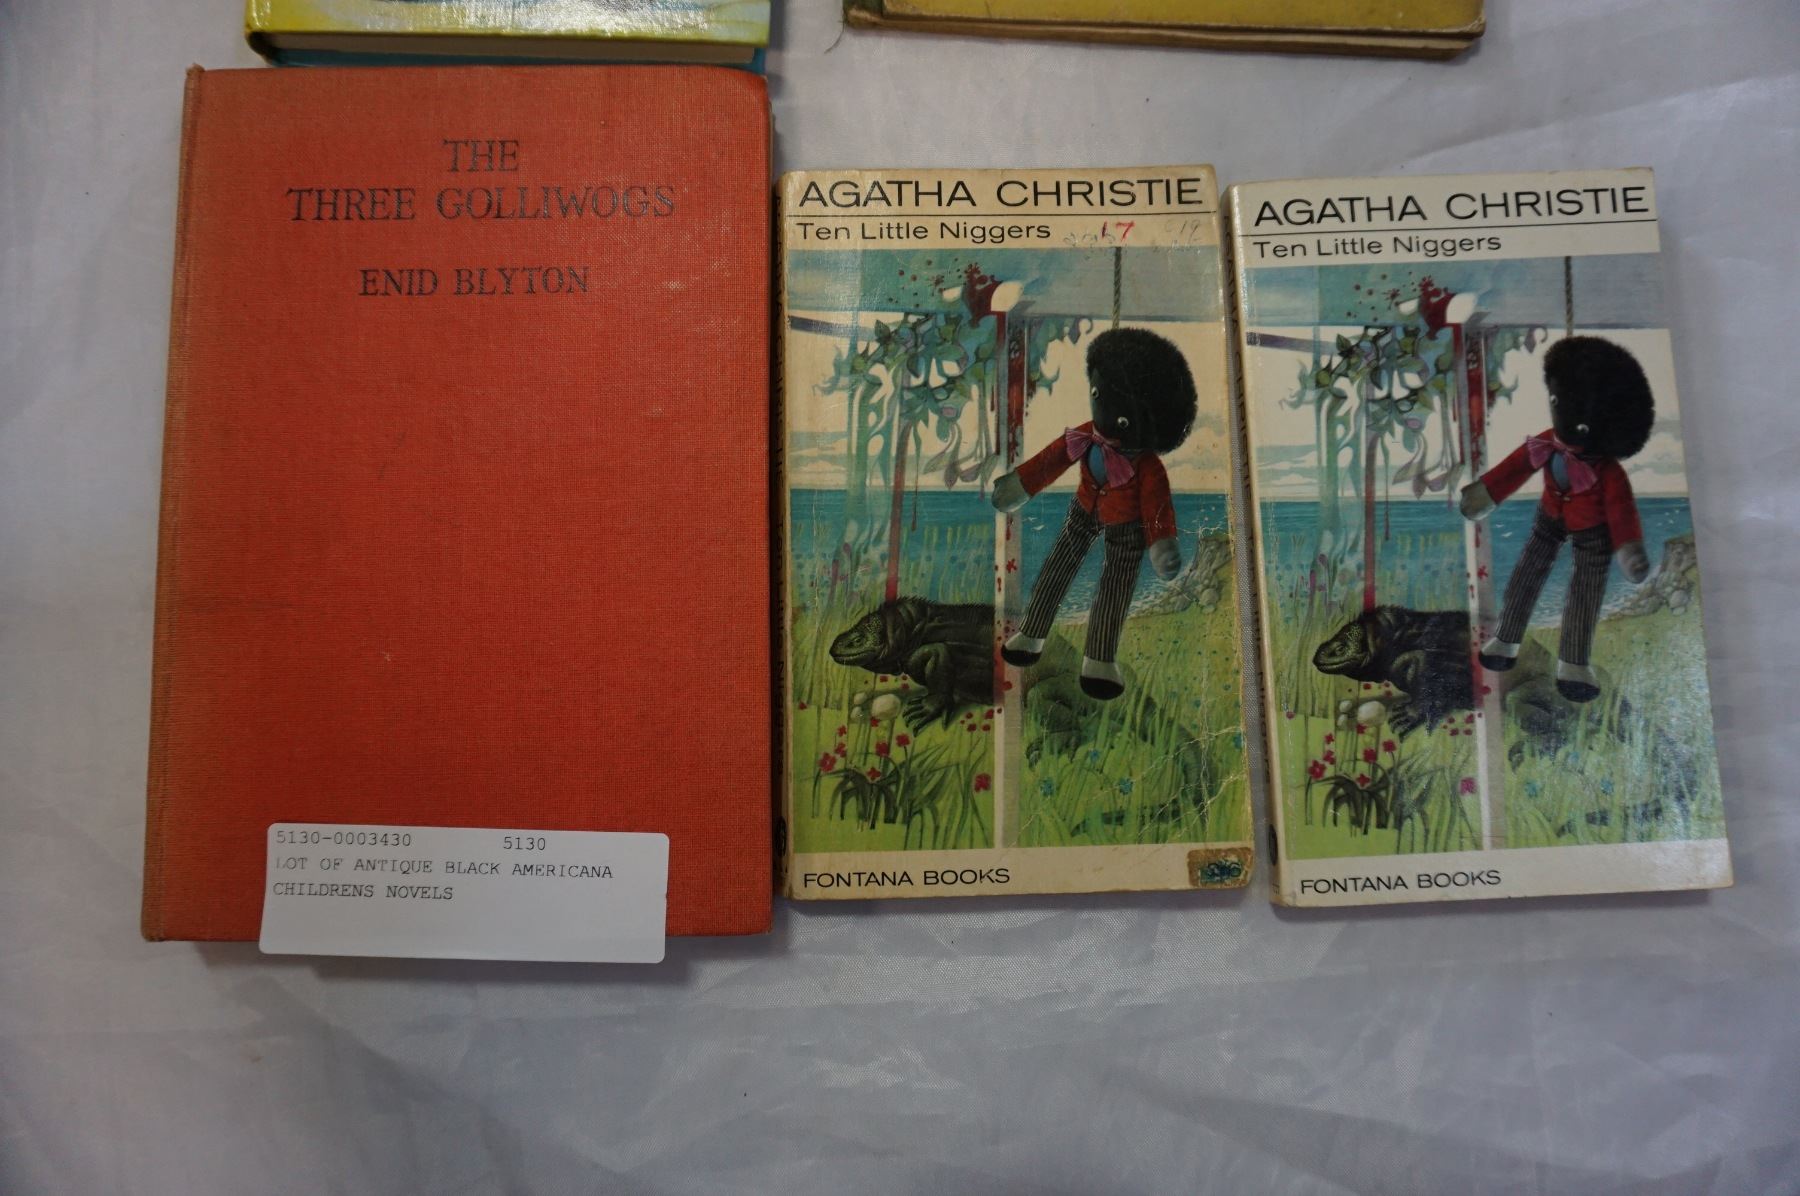 THE
THREE GOLLIWOGS
ENID BLYTON
5130-0003430 5130
LOT OF ANTIQUE BLACK AMERICANA
CHILDRENS NOVELS
AGATHA CHRISTIE
Ten Little Niggers
17
FONTANA BOOKS
AGATHA CHRISTIE
Ten Little Niggers
FONTANA BOOKS